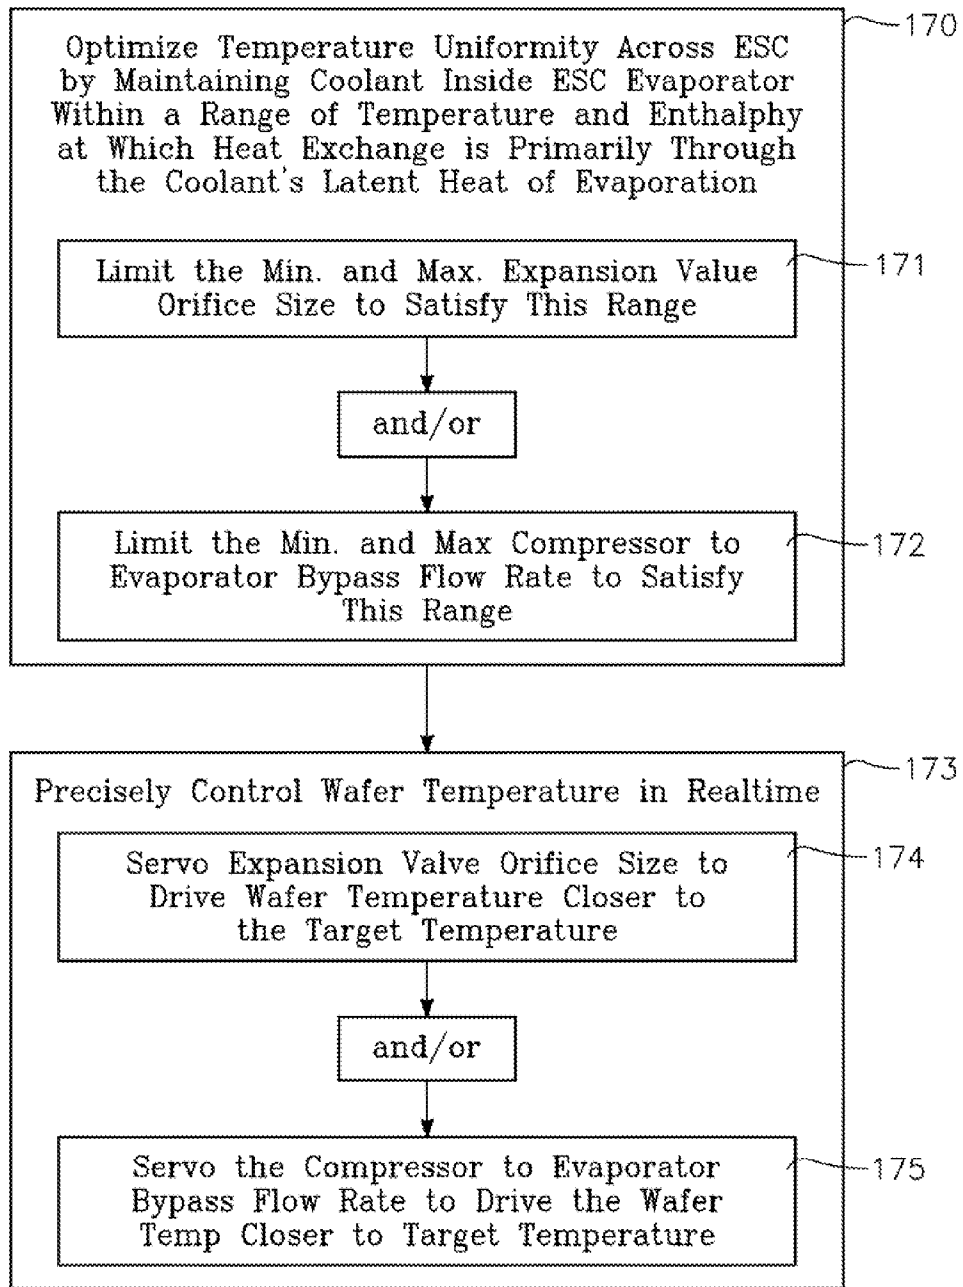 170
Optimize Temperature Uniformity Across ESC
by Maintaining Coolant Inside ESC Evaporator
Within a Range of Temperature and Enthalphy
at Which Heat Exchange is Primarily Through
the Coolant's Latent Heat of Evaporation
171
Limit the Min. and Max. Expansion Value
Orifice Size to Satisfy This Range
and/or
172
Limit the Min. and Max Compressor to
Evaporator Bypass Flow Rate to Satisfy
This Range
173
Precisely Control Wafer Temperature in Realtime
174
Servo Expansion Valve Orifice Size to
Drive Wafer Temperature Closer to
the Target Temperature
and/or
175
Servo the Compressor to Evaporator
Bypass Flow Rate to Drive the Wafer
Temp Closer to Target Temperature